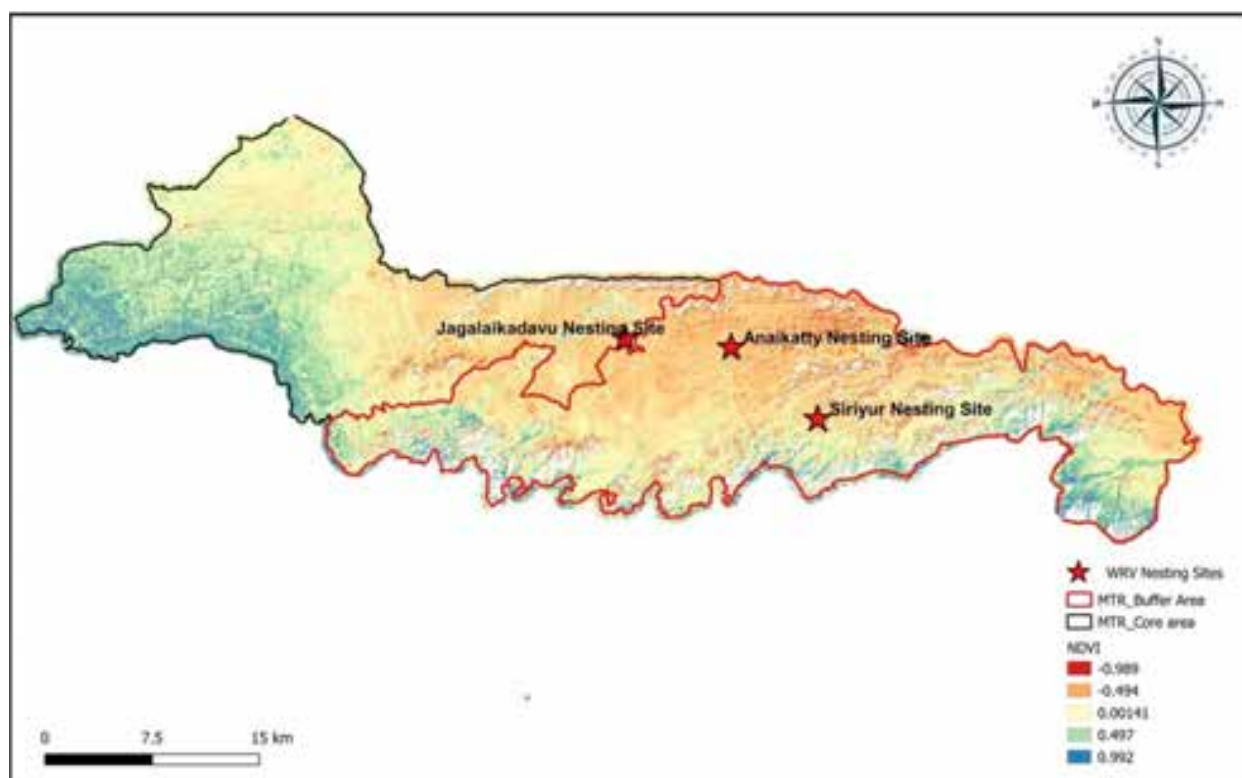 N
Jagalaikadavu Nesting Site
Anaikatty Nesting Site
Siriyur Nesting Site
WRV Nesting Sites
MTR_Buffer Area
MTR_Core area
NDVI
-0.989
-0.494
0.00141
0.497
0.992
0 7.5 15 km